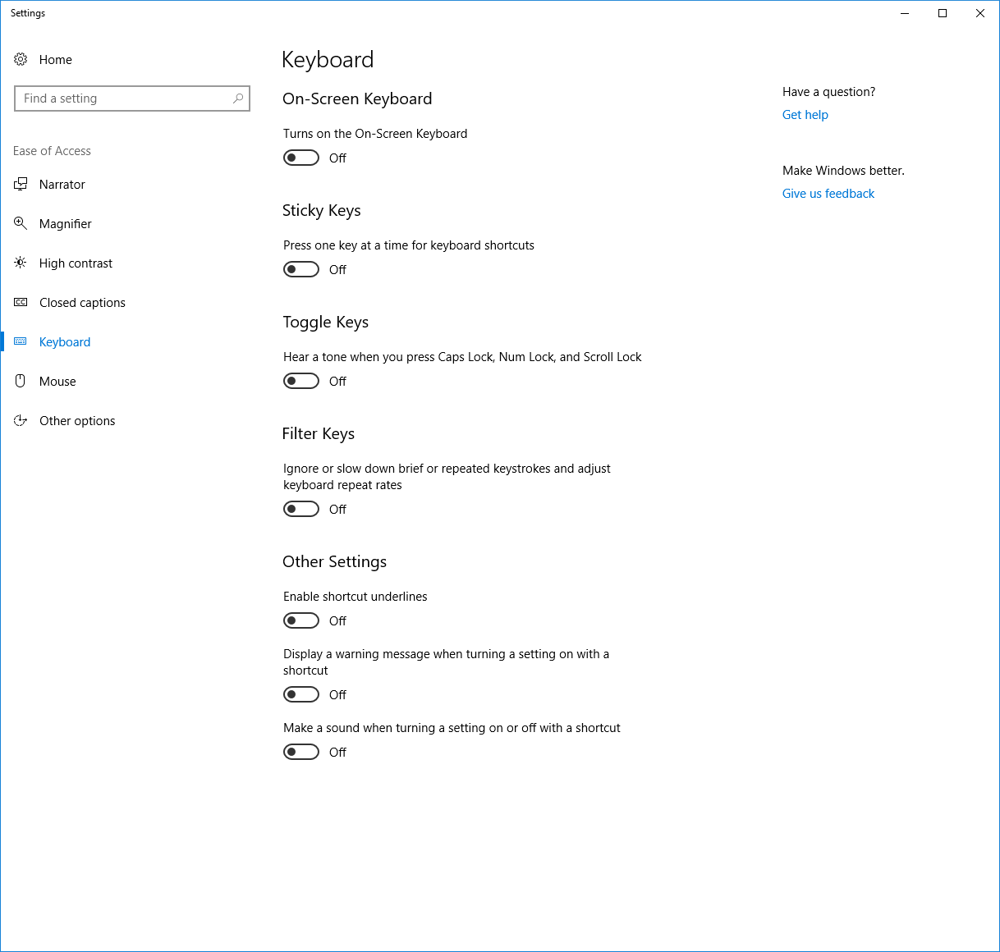 Settings
Home
Find a setting
Ease of Access
Narrator
Magnifier
High contrast
CC Closed captions
Keyboard
Mouse
Other options
Keyboard
On-Screen Keyboard
Turns on the On-Screen Keyboard
Off
Sticky Keys
Press one key at a time for keyboard shortcuts
Off
Toggle Keys
Hear a tone when you press Caps Lock, Num Lock, and Scroll Lock
Off
Filter Keys
Ignore or slow down brief or repeated keystrokes and adjust
keyboard repeat rates
Off
Other Settings
Enable shortcut underlines
Off
Display a warning message when turning a setting on with a
shortcut
Off
Make a sound when turning a setting on or off with a shortcut
Off
Have a question?
Get help
Make Windows better.
Give us feedback